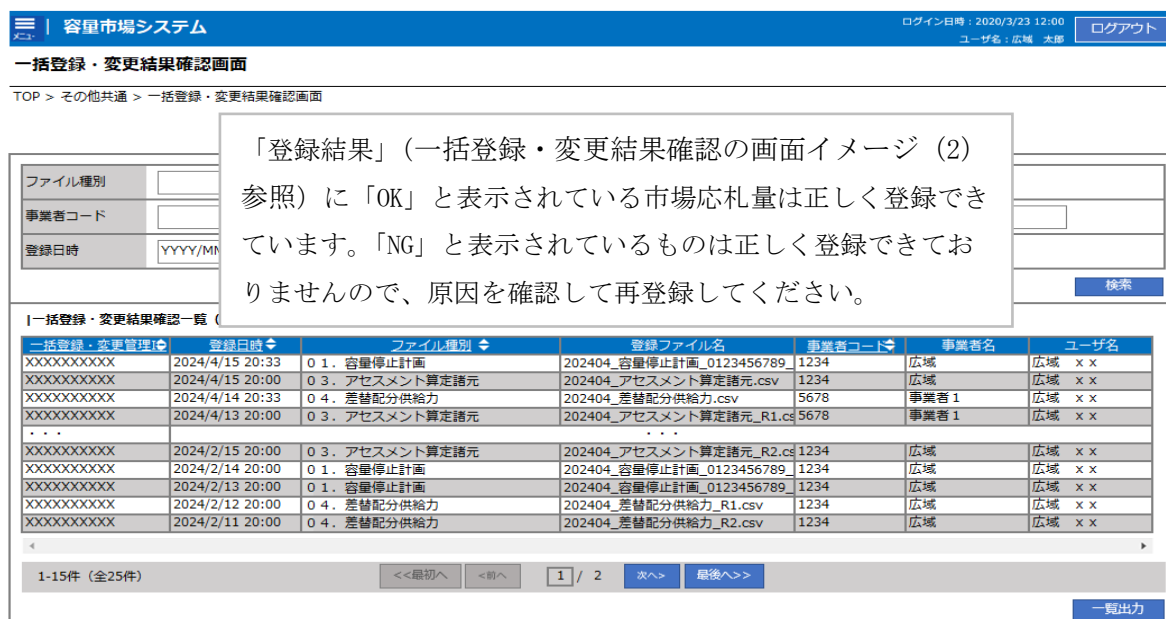 メニュー 容量市場システム
ログイン日時：2020/3/23 12:00
ユーザ名：広域　太郎
ログアウト
一括登録・変更結果確認画面
TOP > その他共通 > 一括登録・変更結果確認画面
「登録結果」(一括登録・変更結果確認の画面イメージ (2)
参照) に「OK」と表示されている市場応札量は正しく登録でき
ています。「NG」と表示されているものは正しく登録できてお
りませんので、原因を確認して再登録してください。
ファイル種別
事業者コード
登録日時 YYYY/MM
検索
|一括登録・変更結果確認一覧 (
一括登録・変更管理ID 登録日時 ファイル種別 登録ファイル名 事業者コード 事業者名 ユーザ名
XXXXXXXXXX 2024/4/15 20:33 ０１．容量停止計画 202404_容量停止計画_0123456789_ 1234 広域 広域　ｘｘ
XXXXXXXXXX 2024/4/15 20:00 ０３．アセスメント算定諸元 202404_アセスメント算定諸元.csv 1234 広域 広域　ｘｘ
XXXXXXXXXX 2024/4/14 20:33 ０４．差替配分供給力 202404_差替配分供給力.csv 5678 事業者１ 広域　ｘｘ
XXXXXXXXXX 2024/4/13 20:00 ０３．アセスメント算定諸元 202404_アセスメント算定諸元_R1.cs 5678 事業者１ 広域　ｘｘ
・・・ ・・・
XXXXXXXXXX 2024/2/15 20:00 ０３．アセスメント算定諸元 202404_アセスメント算定諸元_R2.cs 1234 広域 広域　ｘｘ
XXXXXXXXXX 2024/2/14 20:00 ０１．容量停止計画 202404_容量停止計画_0123456789_ 1234 広域 広域　ｘｘ
XXXXXXXXXX 2024/2/13 20:00 ０１．容量停止計画 202404_容量停止計画_0123456789_ 1234 広域 広域　ｘｘ
XXXXXXXXXX 2024/2/12 20:00 ０４．差替配分供給力 202404_差替配分供給力_R1.csv 1234 広域 広域　ｘｘ
XXXXXXXXXX 2024/2/11 20:00 ０４．差替配分供給力 202404_差替配分供給力_R2.csv 1234 広域 広域　ｘｘ
1-15件（全25件） <<最初へ <前へ 1 / 2 次へ> 最後へ>>
一覧出力